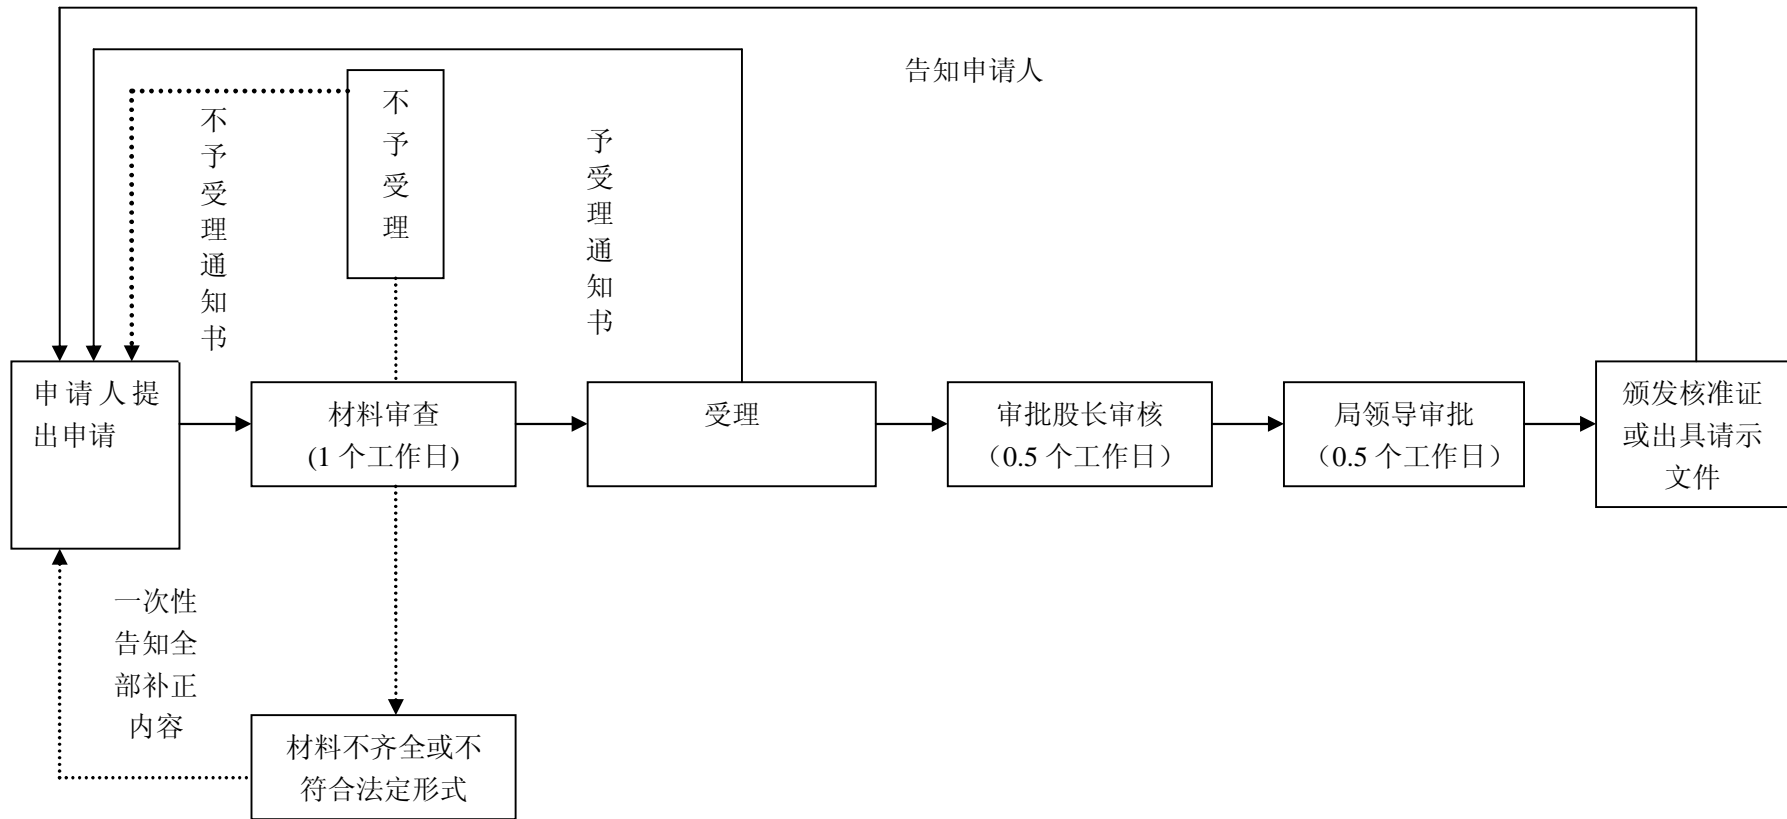 告知申请人
不予受理
不予受理通知书
予受理通知书
申请人提
出申请
材料审查
(1 个工作日)
受理
审批股长审核
（0.5 个工作日）
局领导审批
（0.5 个工作日）
颁发核准证
或出具请示
文件
一次性
告知全
部补正
内容
材料不齐全或不
符合法定形式